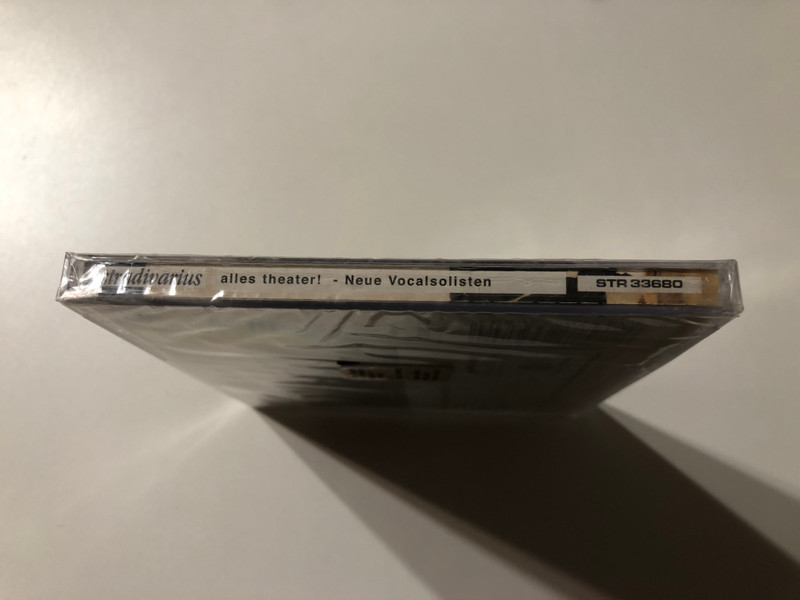 stradivarius alles theater! - Neue Vocalsolisten STR 33680